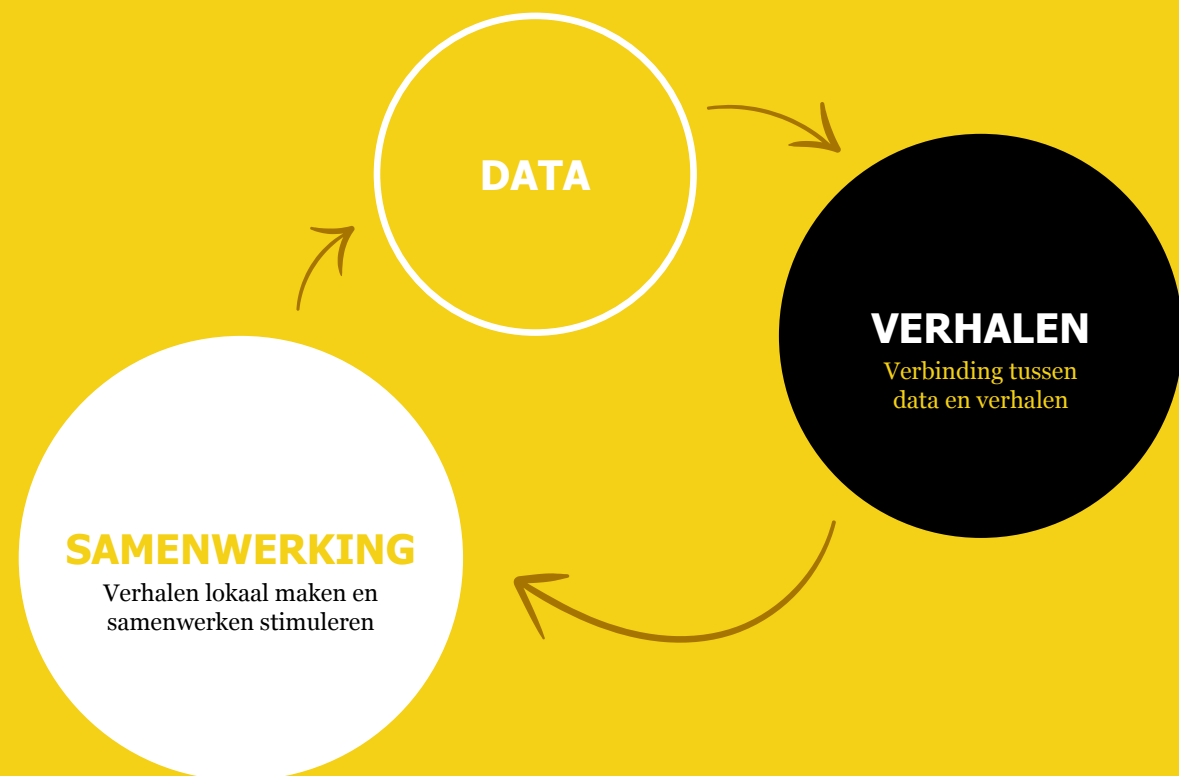 DATA
VERHALEN
Verbinding tussen
data en verhalen
SAMENWERKING
Verhalen lokaal maken en
samenwerken stimuleren